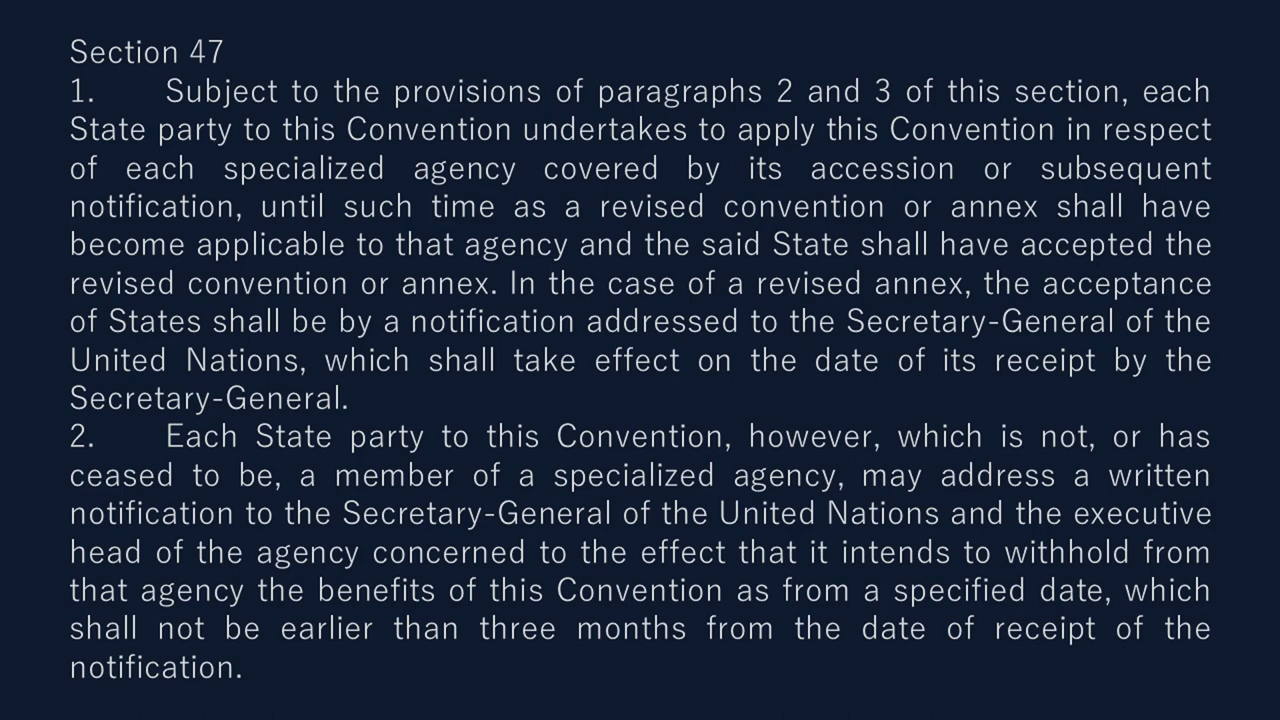 Section 47
1. Subject to the provisions of paragraphs 2 and 3 of this section, each
State party to this Convention undertakes to apply this Convention in respect
of each specialized agency covered by its accession or subsequent
notification, until such time as a revised convention or annex shall have
become applicable to that agency and the said State shall have accepted the
revised convention or annex. In the case of a revised annex, the acceptance
of States shall be by a notification addressed to the Secretary-General of the
United Nations, which shall take effect on the date of its receipt by the
Secretary-General.
2. Each State party to this Convention, however, which is not, or has
ceased to be, a member of a specialized agency, may address a written
notification to the Secretary-General of the United Nations and the executive
head of the agency concerned to the effect that it intends to withhold from
that agency the benefits of this Convention as from a specified date, which
shall not be earlier than three months from the date of receipt of the
notification.